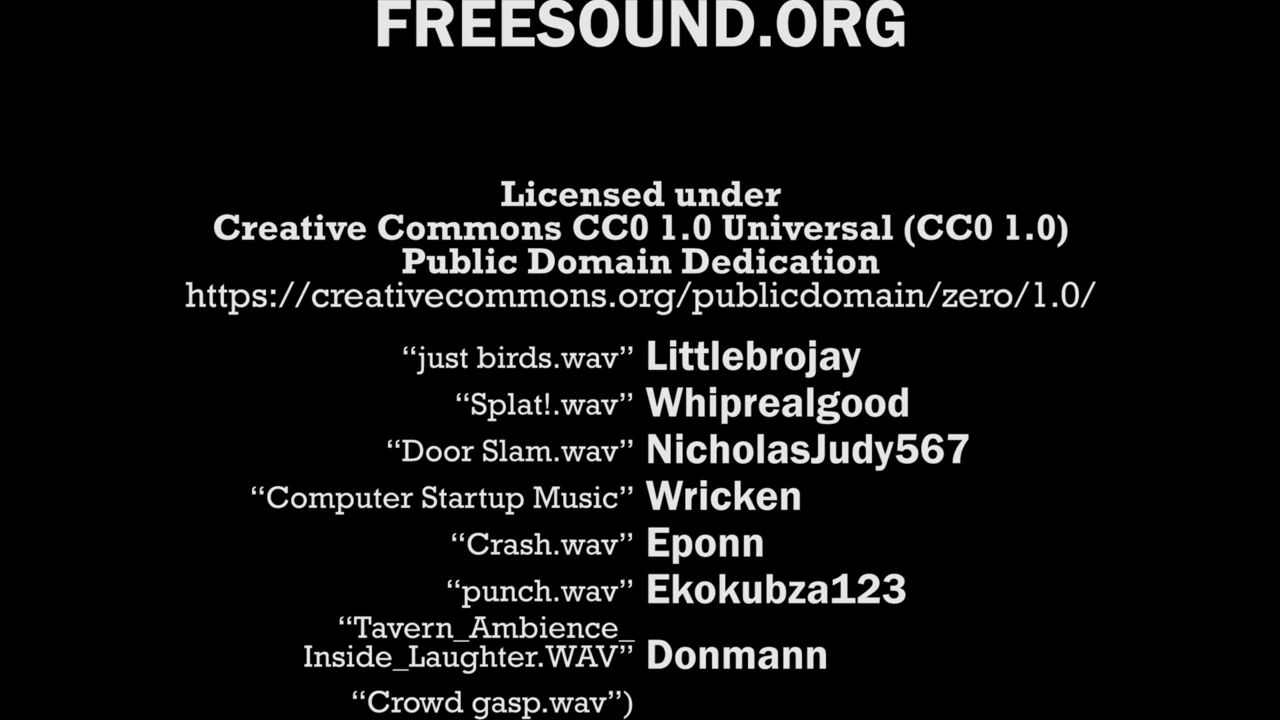 FREESOUND.ORG
Licensed under
Creative Commons CC0 1.0 Universal (CC0 1.0)
Public Domain Dedication
https://creativecommons.org/publicdomain/zero/1.0/
“just birds.wav” Littlebrojay
“Splat!.wav” Whiprealgood
“Door Slam.wav” NicholasJudy567
“Computer Startup Music” Wricken
“Crash.wav” Eponn
“punch.wav” Ekokubza123
“Tavern_Ambience_
Inside_Laughter.WAV” Donmann
“Crowd gasp.wav”)